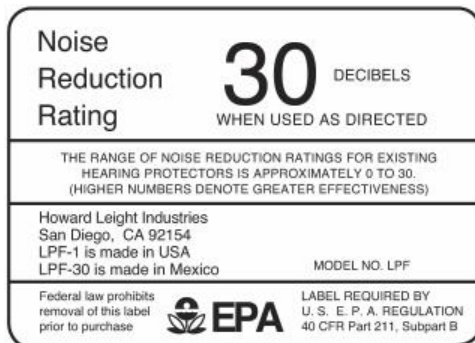 Noise
Reduction
Rating
30 DECIBELS
WHEN USED AS DIRECTED
THE RANGE OF NOISE REDUCTION RATINGS FOR EXISTING
HEARING PROTECTORS IS APPROXIMATELY 0 TO 30.
(HIGHER NUMBERS DENOTE GREATER EFFECTIVENESS)
Howard Leight Industries
San Diego, CA 92154
LPF-1 is made in USA
LPF-30 is made in Mexico
MODEL NO. LPF
Federal law prohibits
removal of this label
prior to purchase
EPA
LABEL REQUIRED BY
U. S. E. P. A. REGULATION
40 CFR Part 211, Subpart B